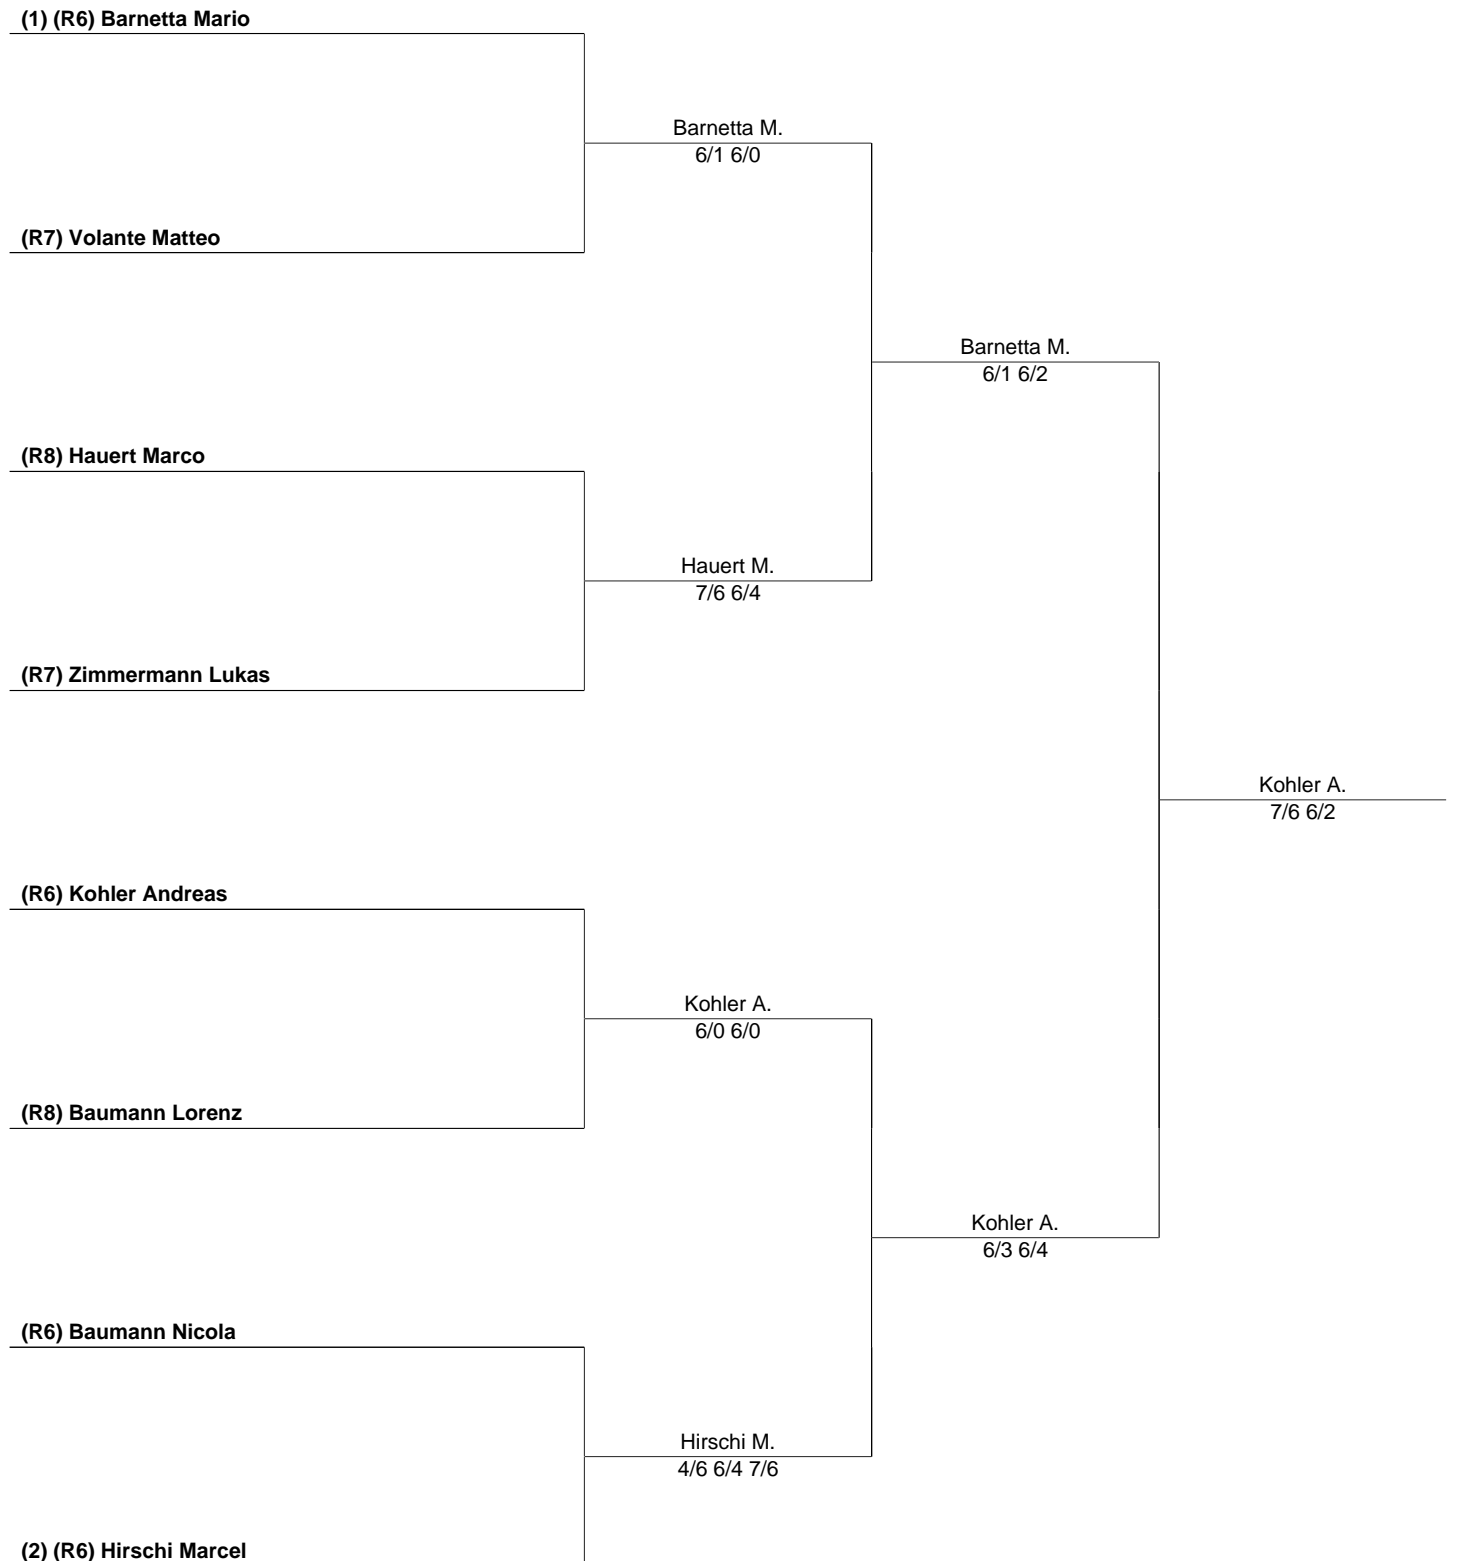 (1) (R6) Barnetta Mario
Barnetta M.
6/1 6/0
(R7) Volante Matteo
Barnetta M.
6/1 6/2
(R8) Hauert Marco
Hauert M.
7/6 6/4
(R7) Zimmermann Lukas
Kohler A.
7/6 6/2
(R6) Kohler Andreas
Kohler A.
6/0 6/0
(R8) Baumann Lorenz
Kohler A.
6/3 6/4
(R6) Baumann Nicola
Hirschi M.
4/6 6/4 7/6
(2) (R6) Hirschi Marcel